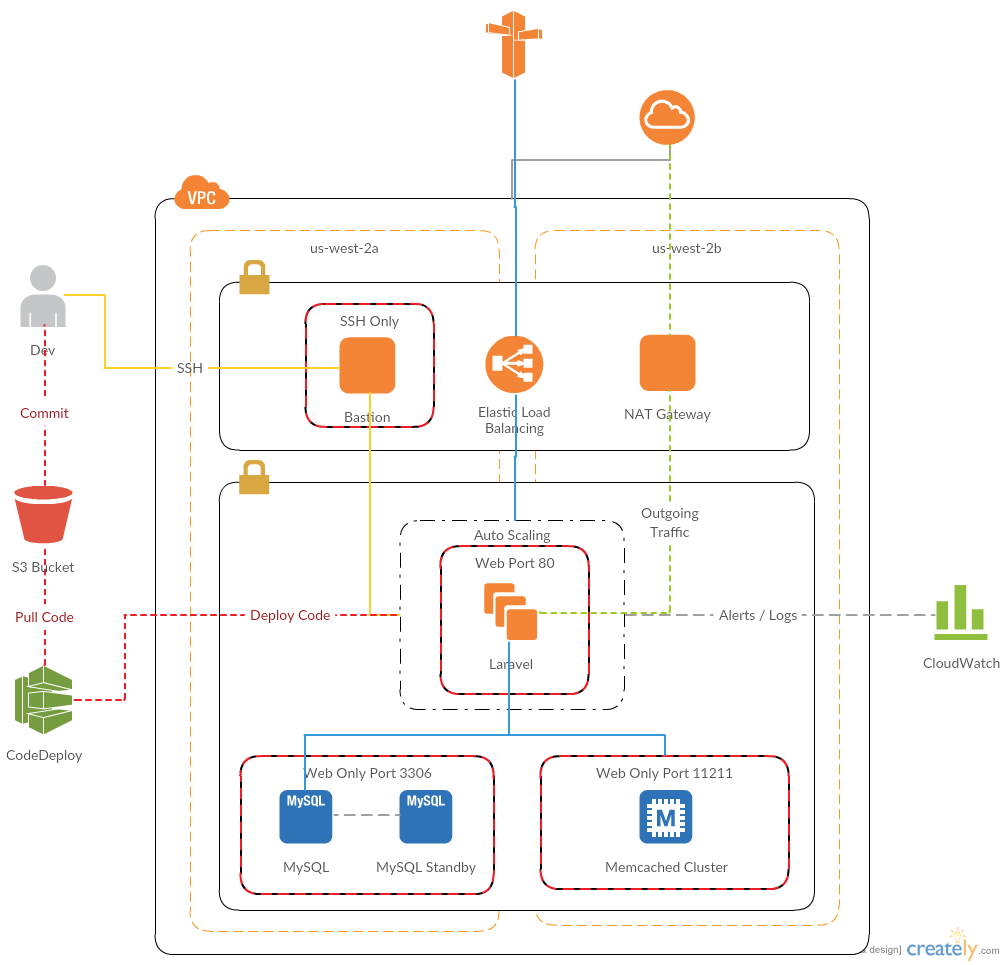 VPC
us-west-2a
us-west-2b
SSH Only
Dev
SSH
Bastion
Elastic Load
Balancing
NAT Gateway
Commit
Outgoing
Traffic
Auto Scaling
Web Port 80
S3 Bucket
Pull Code
Deploy Code
Alerts / Logs
Laravel
CloudWatch
CodeDeploy
Web Only Port 3306
Web Only Port 11211
MySQL
MySQL
M
MySQL
MySQL Standby
Memcached Cluster
design] creately.com